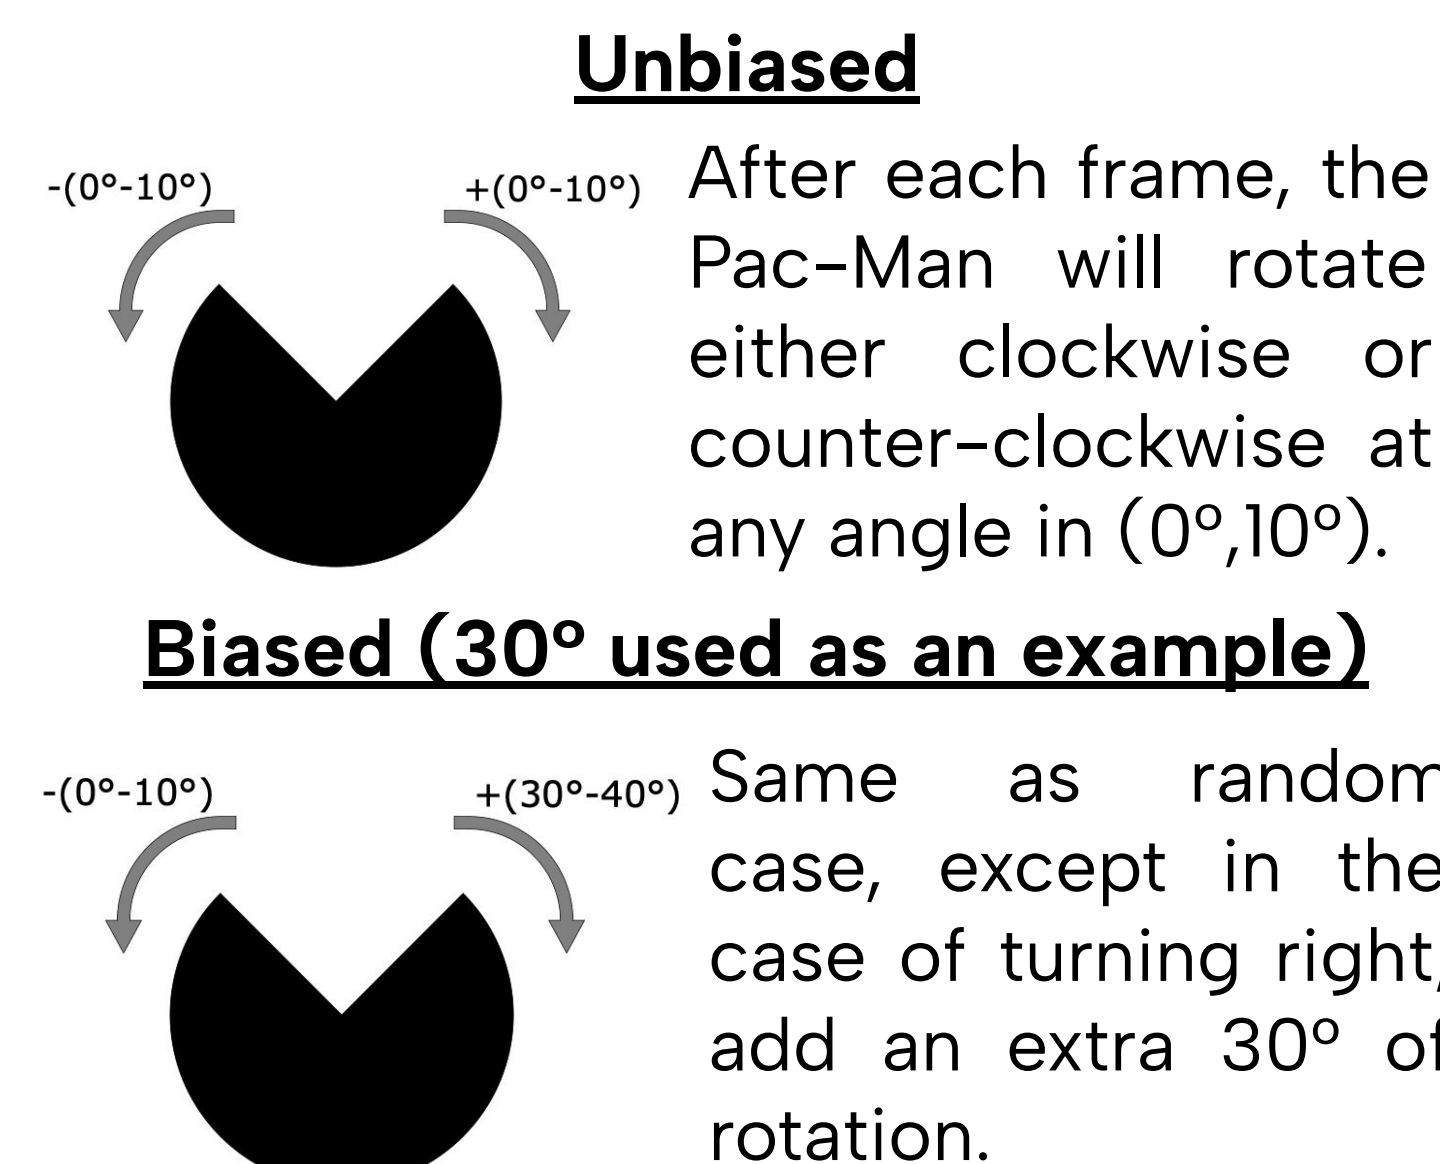 Unbiased
-(0°-10°)
+(0°-10°)
After each frame, the
Pac-Man will rotate
either clockwise or
counter-clockwise at
any angle in (0°,10°).
Biased (30° used as an example)
-(0°-10°)
+(30°-40°)
Same as random
case, except in the
case of turning right,
add an extra 30° of
rotation.